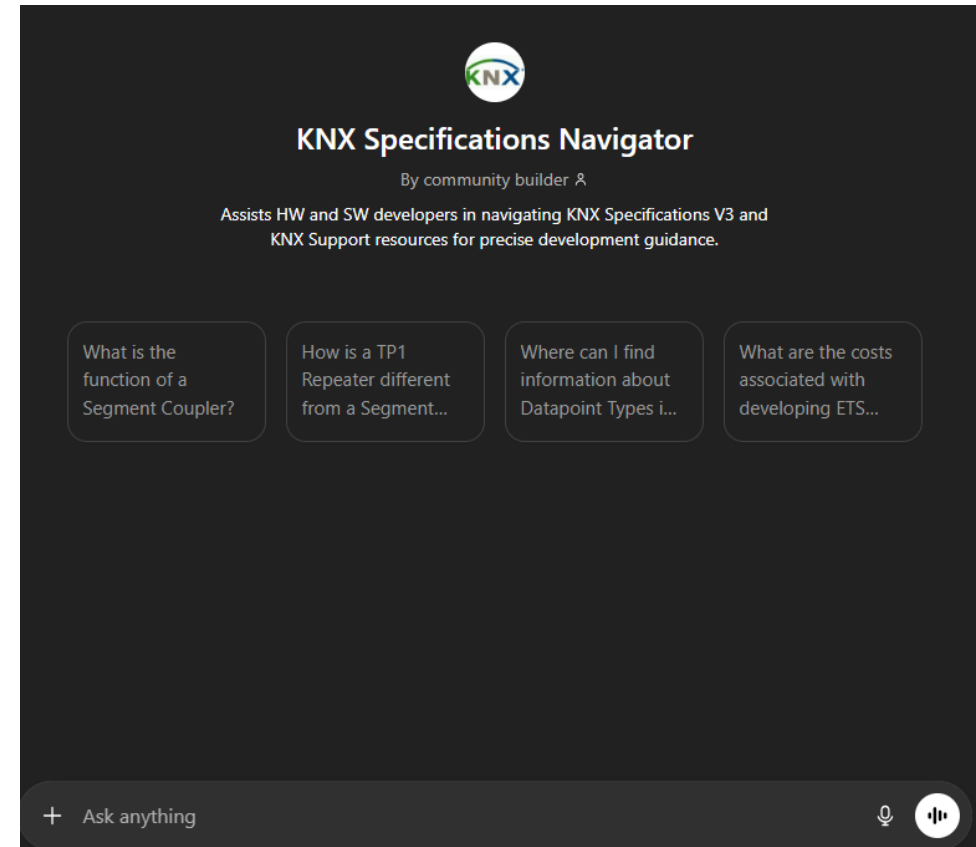 KNX
KNX Specifications Navigator
By community builder
Assists HW and SW developers in navigating KNX Specifications V3 and
KNX Support resources for precise development guidance.
What is the
function of a
Segment Coupler?
How is a TP1
Repeater different
from a Segment...
Where can I find
information about
Datapoint Types i...
What are the costs
associated with
developing ETS...
Ask anything